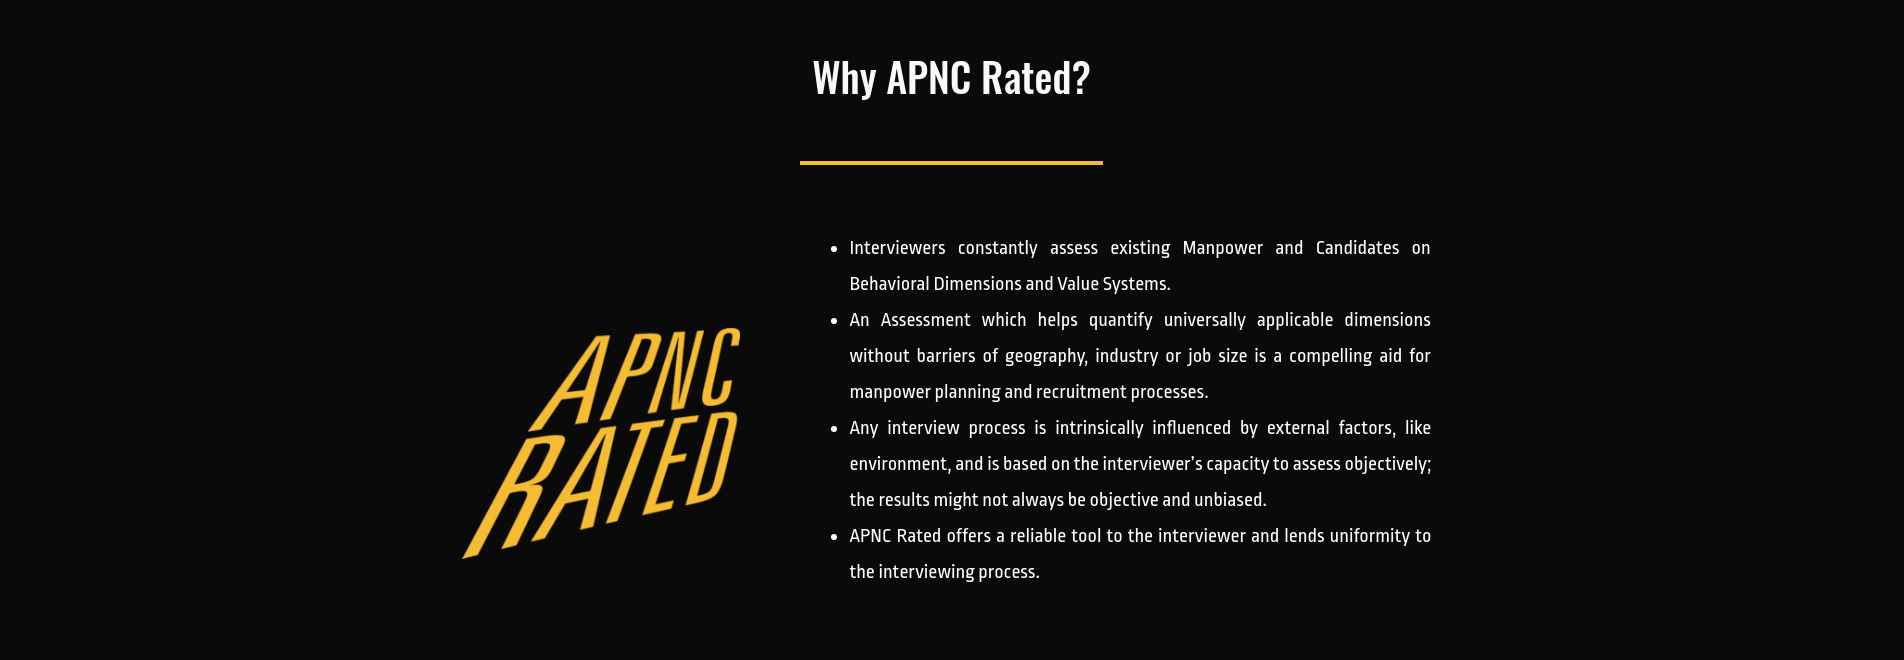 Why APNC Rated?
APNC
RATED
Interviewers constantly assess existing Manpower and Candidates on
Behavioral Dimensions and Value Systems.
An Assessment which helps quantify universally applicable dimensions
without barriers of geography, industry or job size is a compelling aid for
manpower planning and recruitment processes.
Any interview process is intrinsically influenced by external factors, like
environment, and is based on the interviewer’s capacity to assess objectively;
the results might not always be objective and unbiased.
APNC Rated offers a reliable tool to the interviewer and lends uniformity to
the interviewing process.